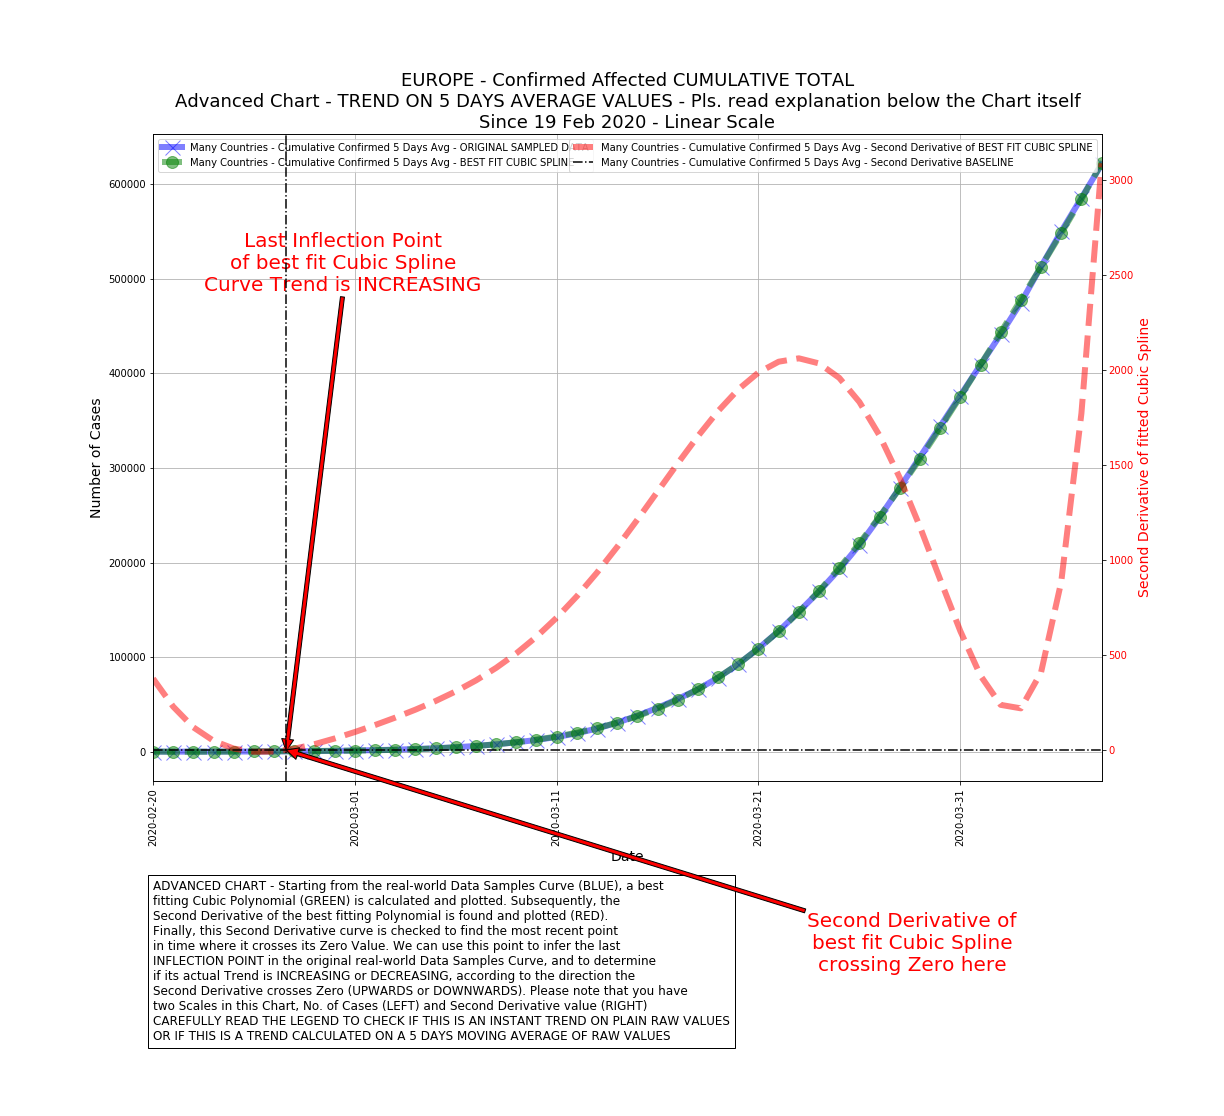 EUROPE - Confirmed Affected CUMULATIVE TOTAL
Advanced Chart - TREND ON 5 DAYS AVERAGE VALUES - Pls. read explanation below the Chart itself
Since 19 Feb 2020 - Linear Scale
Many Countries - Cumulative Confirmed 5 Days Avg - ORIGINAL SAMPLED DATA
Many Countries - Cumulative Confirmed 5 Days Avg - BEST FIT CUBIC SPLINE
Many Countries - Cumulative Confirmed 5 Days Avg - Second Derivative of BEST FIT CUBIC SPLINE
Many Countries - Cumulative Confirmed 5 Days Avg - Second Derivative BASELINE
Last Inflection Point
of best fit Cubic Spline
Curve Trend is INCREASING
Number of Cases
600000
500000
400000
300000
200000
100000
0
Second Derivative of fitted Cubic Spline
3000
2500
2000
1500
1000
500
0
2020-02-20
2020-03-01
2020-03-11
2020-03-21
2020-03-31
Date
ADVANCED CHART - Starting from the real-world Data Samples Curve (BLUE), a best
fitting Cubic Polynomial (GREEN) is calculated and plotted. Subsequently, the
Second Derivative of the best fitting Polynomial is found and plotted (RED).
Finally, this Second Derivative curve is checked to find the most recent point
in time where it crosses its Zero Value. We can use this point to infer the last
INFLECTION POINT in the original real-world Data Samples Curve, and to determine
if its actual Trend is INCREASING or DECREASING, according to the direction the
Second Derivative crosses Zero (UPWARDS or DOWNWARDS). Please note that you have
two Scales in this Chart, No. of Cases (LEFT) and Second Derivative value (RIGHT)
CAREFULLY READ THE LEGEND TO CHECK IF THIS IS AN INSTANT TREND ON PLAIN RAW VALUES
OR IF THIS IS A TREND CALCULATED ON A 5 DAYS MOVING AVERAGE OF RAW VALUES
Second Derivative of
best fit Cubic Spline
crossing Zero here